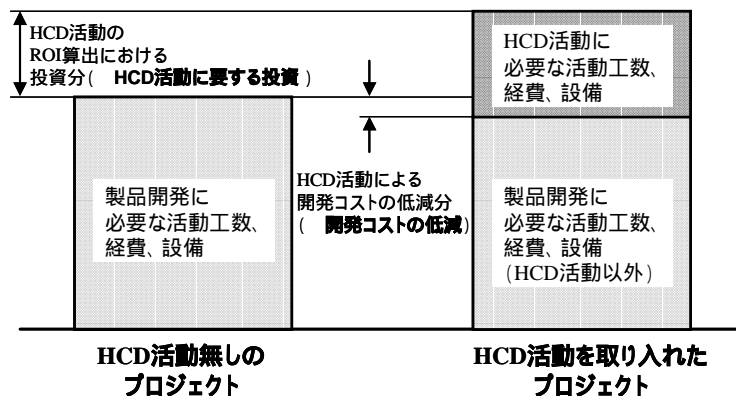 HCD活動の
ROI算出における
投資分(　HCD活動に要する投資 )
HCD活動に
必要な活動工数、
経費、設備
製品開発に
必要な活動工数、
経費、設備
HCD活動による
開発コストの低減分
(　開発コストの低減)
製品開発に
必要な活動工数、
経費、設備
(HCD活動以外)
HCD活動無しの
プロジェクト
HCD活動を取り入れた
プロジェクト